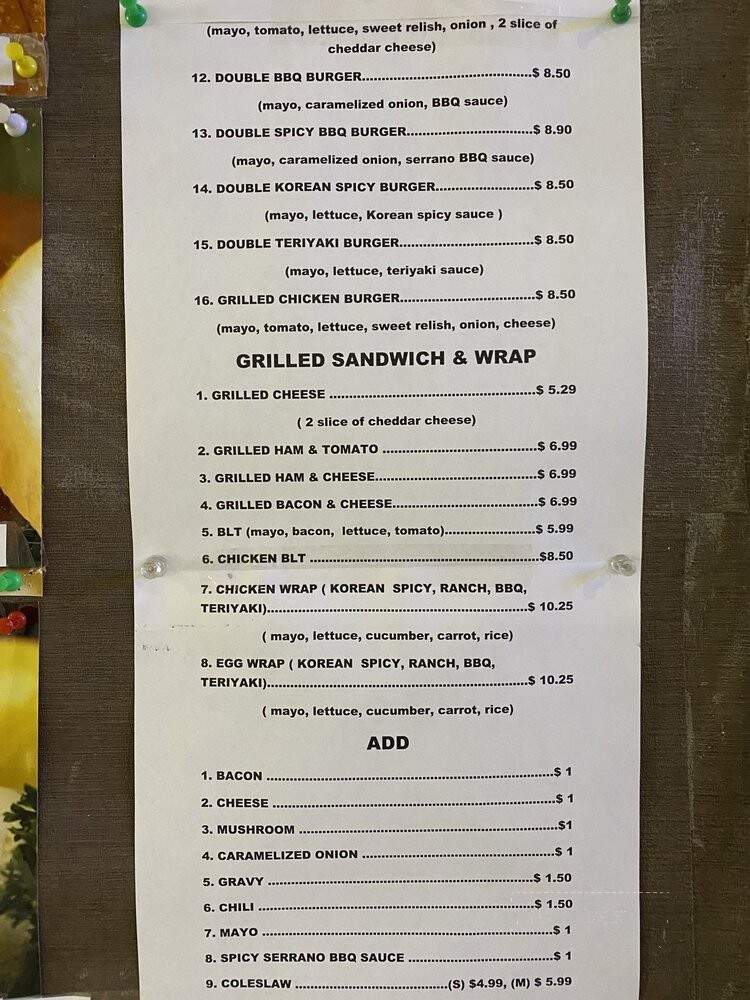 (mayo, tomato, lettuce, sweet relish, onion , 2 slice of
cheddar cheese)
12. DOUBLE BBQ BURGER..................................................$ 8.50
(mayo, caramelized onion, BBQ sauce)
13. DOUBLE SPICY BBQ BURGER.....................................$ 8.90
(mayo, caramelized onion, serrano BBQ sauce)
14. DOUBLE KOREAN SPICY BURGER.............................$ 8.50
(mayo, lettuce, Korean spicy sauce )
15. DOUBLE TERIYAKI BURGER........................................$ 8.50
(mayo, lettuce, teriyaki sauce)
16. GRILLED CHICKEN BURGER........................................$ 8.50
(mayo, tomato, lettuce, sweet relish, onion, cheese)
GRILLED SANDWICH & WRAP
1. GRILLED CHEESE .............................................................$ 5.29
( 2 slice of cheddar cheese)
2. GRILLED HAM & TOMATO ......................................................$ 6.99
3. GRILLED HAM & CHEESE................................................$ 6.99
4. GRILLED BACON & CHEESE...........................................$ 6.99
5. BLT (mayo, bacon, lettuce, tomato)...........................$ 5.99
6. CHICKEN BLT ....................................................................$8.50
7. CHICKEN WRAP ( KOREAN SPICY, RANCH, BBQ,
TERIYAKI)..............................................................................$ 10.25
( mayo, lettuce, cucumber, carrot, rice)
8. EGG WRAP ( KOREAN SPICY, RANCH, BBQ,
TERIYAKI)..............................................................................$ 10.25
( mayo, lettuce, cucumber, carrot, rice)
ADD
1. BACON ...................................................................................$ 1
2. CHEESE ..................................................................................$ 1
3. MUSHROOM ...........................................................................$1
4. CARAMELIZED ONION .........................................................$ 1
5. GRAVY ...............................................................................$ 1.50
6. CHILI ..................................................................................$ 1.50
7. MAYO .....................................................................................$ 1
8. SPICY SERRANO BBQ SAUCE ...........................................$ 1
9. COLESLAW ............................................(S) $4.99, (M) $ 5.99